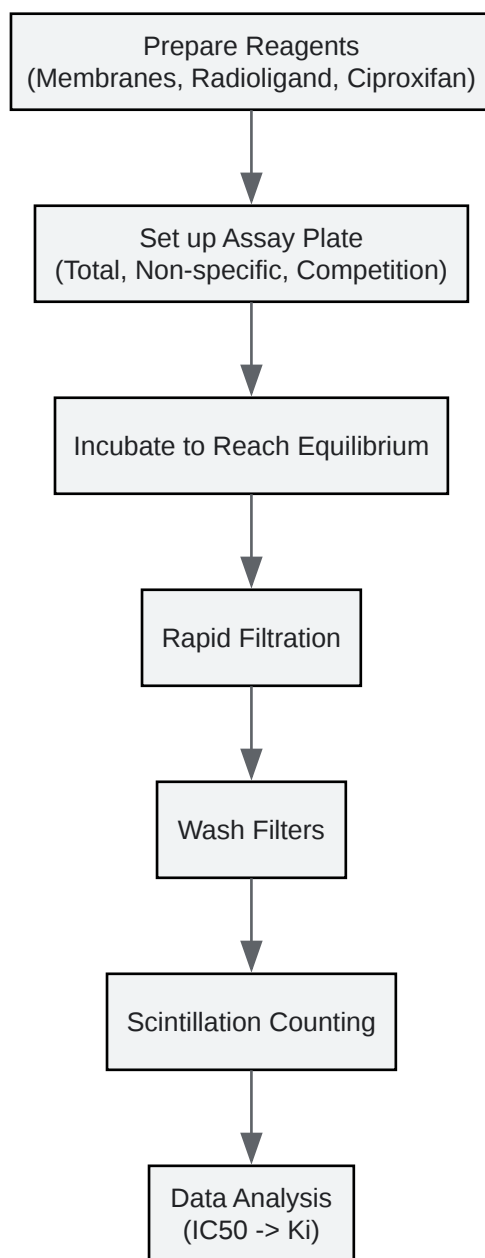 Prepare Reagents
(Membranes, Radioligand, Ciproxifan)
Set up Assay Plate
(Total, Non-specific, Competition)
Incubate to Reach Equilibrium
Rapid Filtration
Wash Filters
Scintillation Counting
Data Analysis
(IC50 -> Ki)